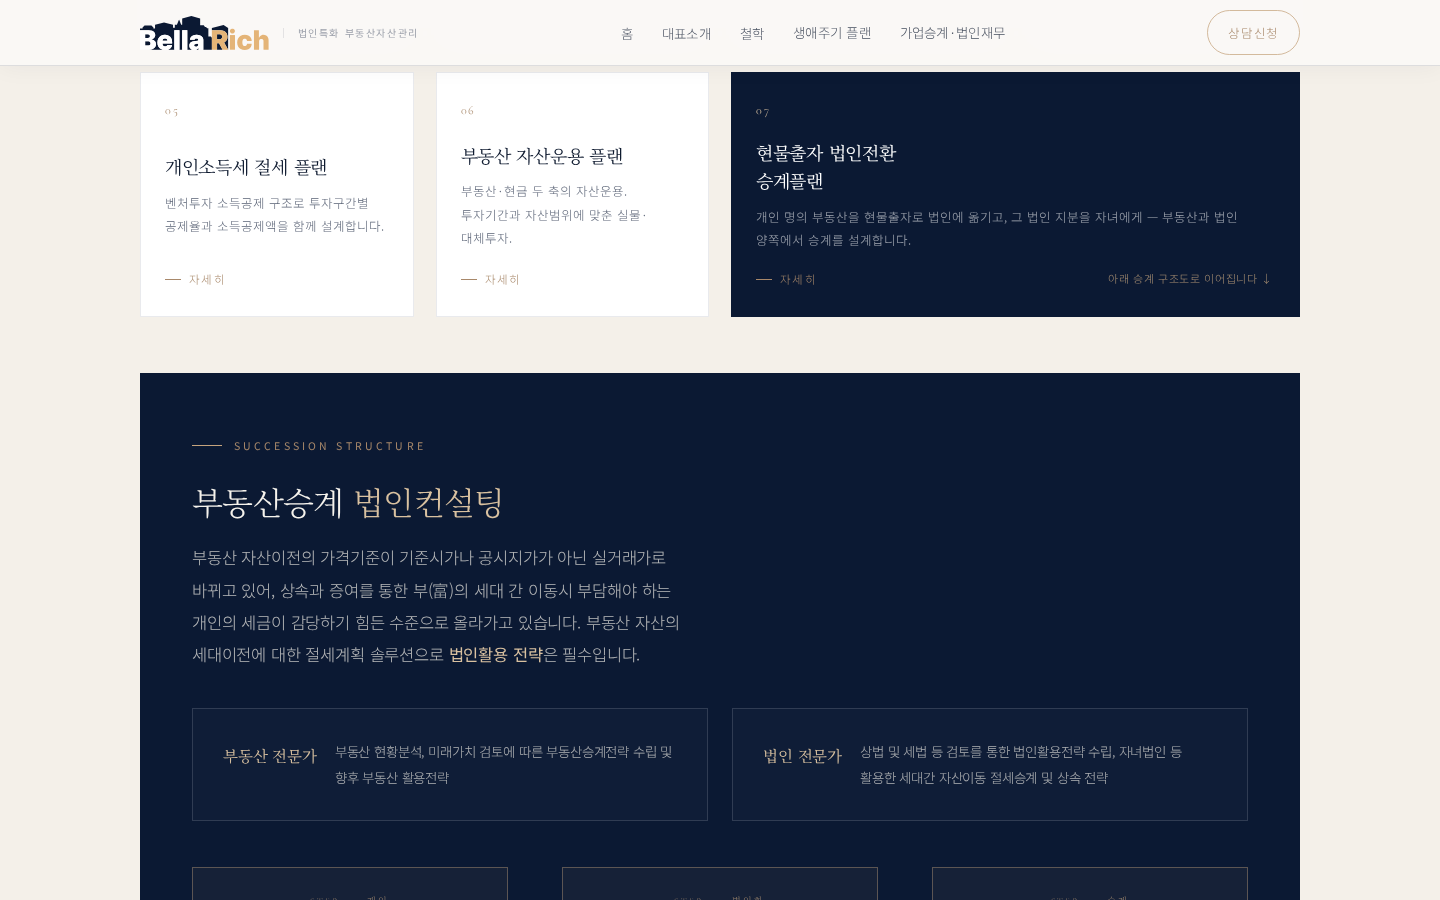 Bella Rich
법인특화 부동산자산관리
홈
대표소개
철학
생애주기 플랜
가업승계·법인재무
상담신청
05
개인소득세 절세 플랜
벤처투자 소득공제 구조로 투자구간별
공제율과 소득공제액을 함께 설계합니다.
자세히
06
부동산 자산운용 플랜
부동산·현금 두 축의 자산운용.
투자기간과 자산범위에 맞춘 실물·
대체투자.
자세히
07
현물출자 법인전환
승계플랜
개인 명의 부동산을 현물출자로 법인에 옮기고, 그 법인 지분을 자녀에게 — 부동산과 법인
양쪽에서 승계를 설계합니다.
자세히
아래 승계 구조도로 이어집니다 ↓
SUCCESSION STRUCTURE
부동산승계 법인컨설팅
부동산 자산이전의 가격기준이 기준시가나 공시지가가 아닌 실거래가로
바뀌고 있어, 상속과 증여를 통한 부(富)의 세대 간 이동시 부담해야 하는
개인의 세금이 감당하기 힘든 수준으로 올라가고 있습니다. 부동산 자산의
세대이전에 대한 절세계획 솔루션으로 법인활용 전략은 필수입니다.
부동산 전문가
부동산 현황분석, 미래가치 검토에 따른 부동산승계전략 수립 및
향후 부동산 활용전략
법인 전문가
상법 및 세법 등 검토를 통한 법인활용전략 수립, 자녀법인 등
활용한 세대간 자산이동 절세승계 및 상속 전략